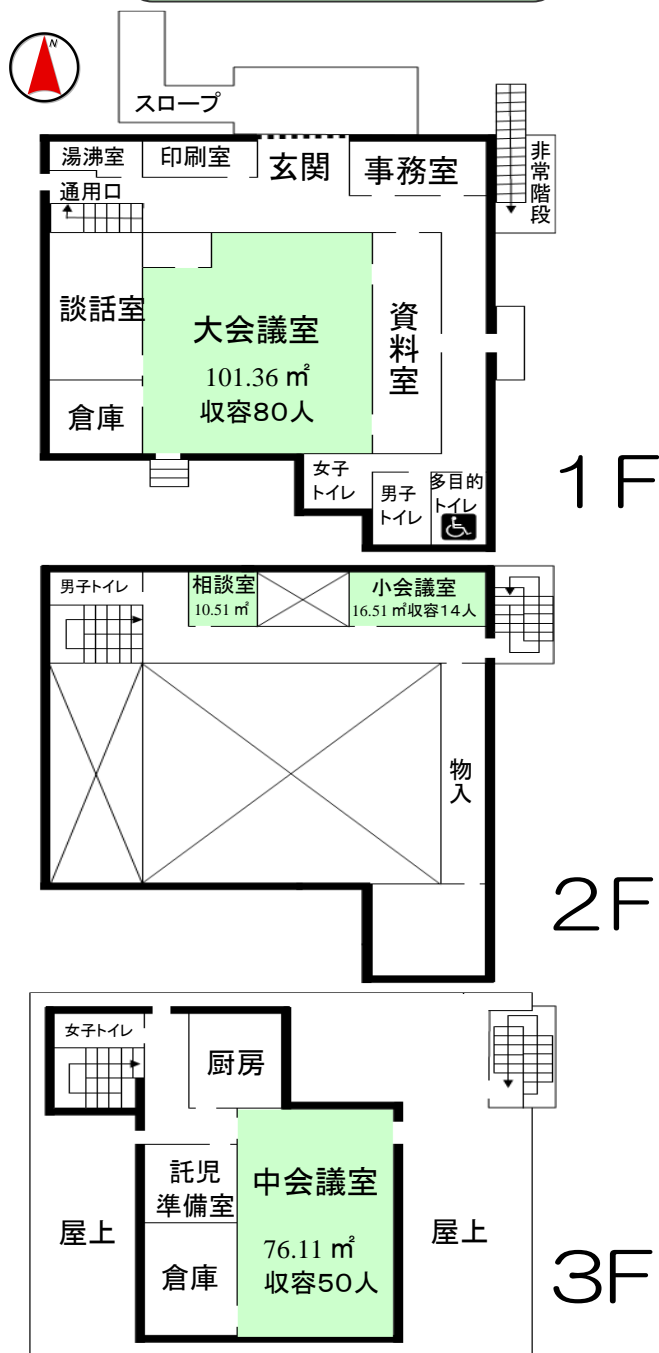 N
スロープ
湯沸室
印刷室
玄関
事務室
非常階段
通用口
談話室
大会議室
101.36 ㎡
収容80人
資料室
倉庫
女子
トイレ
男子
トイレ
多目的
トイレ
1F
男子トイレ
相談室
10.51 ㎡
小会議室
16.51 ㎡収容14人
物入
2F
女子トイレ
厨房
託児
準備室
中会議室
76.11 ㎡
収容50人
倉庫
屋上
屋上
3F